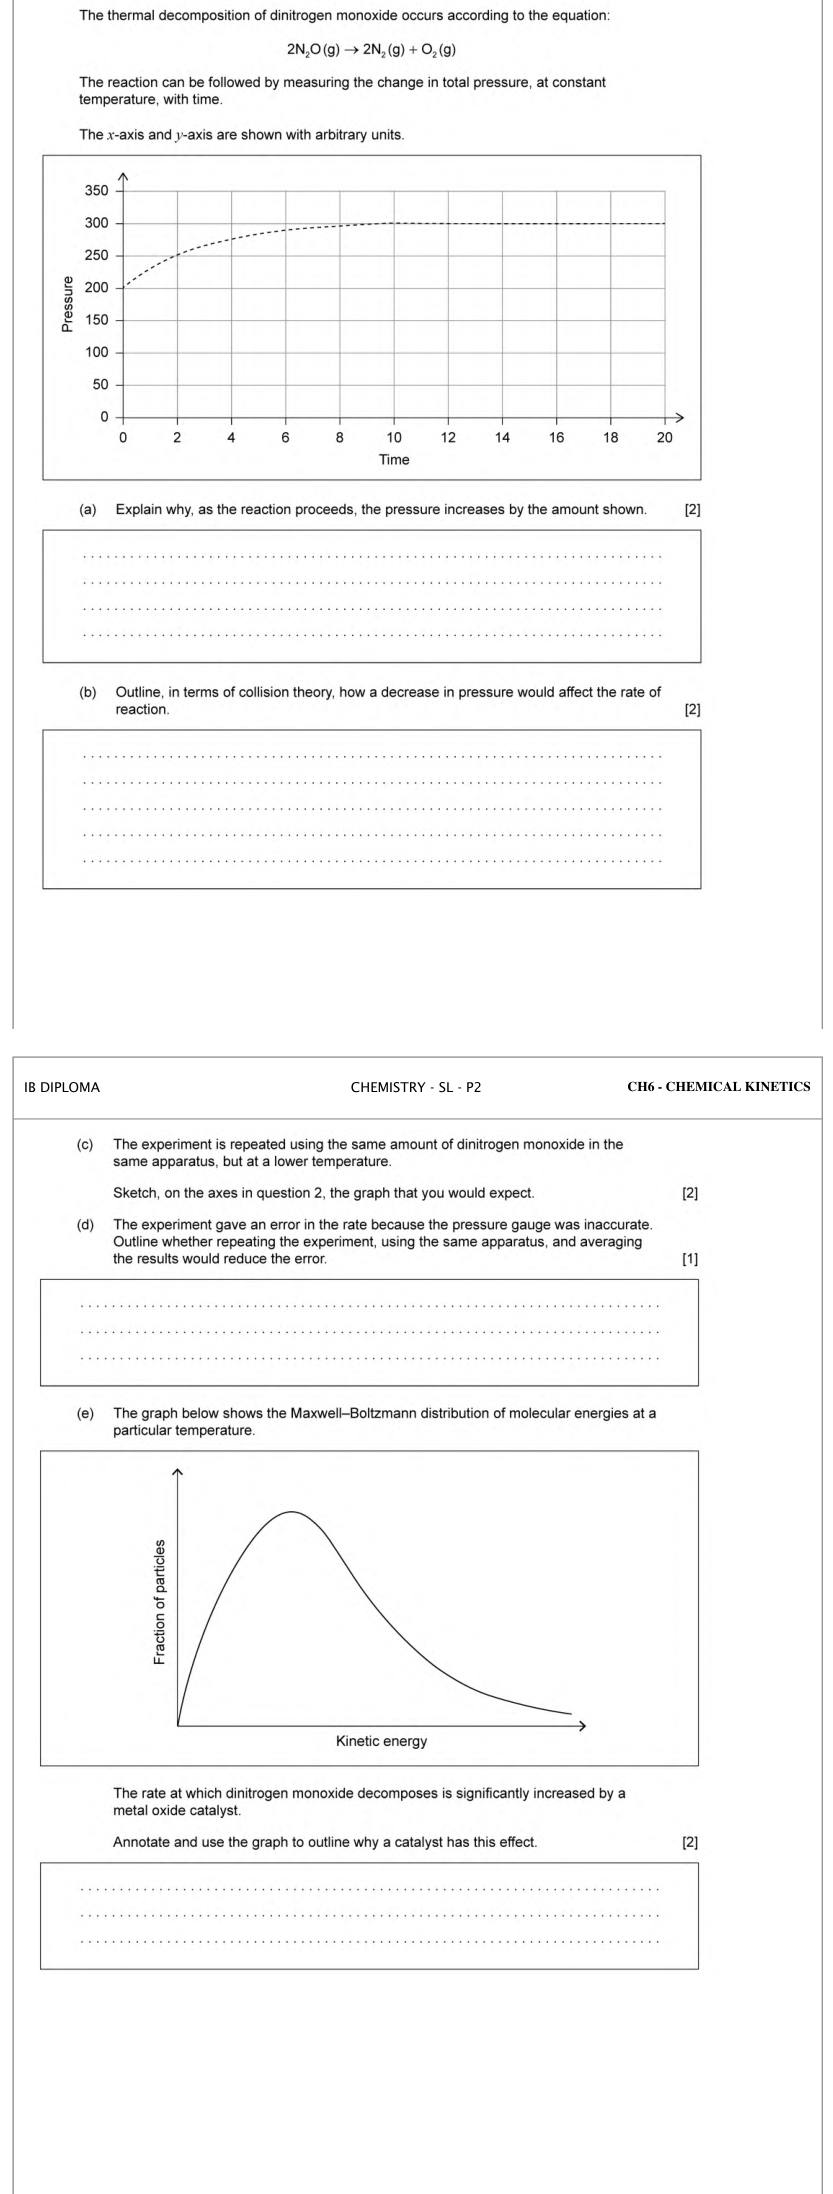 The thermal decomposition of dinitrogen monoxide occurs according to the equation:
2N₂O(g) → 2N₂(g) + O₂(g)
The reaction can be followed by measuring the change in total pressure, at constant
temperature, with time.
The x-axis and y-axis are shown with arbitrary units.
350
300
250
200
150
100
50
0
Pressure
0 2 4 6 8 10 12 14 16 18 20
Time
(a) Explain why, as the reaction proceeds, the pressure increases by the amount shown. [2]
(b) Outline, in terms of collision theory, how a decrease in pressure would affect the rate of
reaction. [2]
IB DIPLOMA CHEMISTRY - SL - P2 CH6 - CHEMICAL KINETICS
(c) The experiment is repeated using the same amount of dinitrogen monoxide in the
same apparatus, but at a lower temperature.
Sketch, on the axes in question 2, the graph that you would expect. [2]
(d) The experiment gave an error in the rate because the pressure gauge was inaccurate.
Outline whether repeating the experiment, using the same apparatus, and averaging
the results would reduce the error. [1]
(e) The graph below shows the Maxwell–Boltzmann distribution of molecular energies at a
particular temperature.
Fraction of particles
Kinetic energy
The rate at which dinitrogen monoxide decomposes is significantly increased by a
metal oxide catalyst.
Annotate and use the graph to outline why a catalyst has this effect. [2]